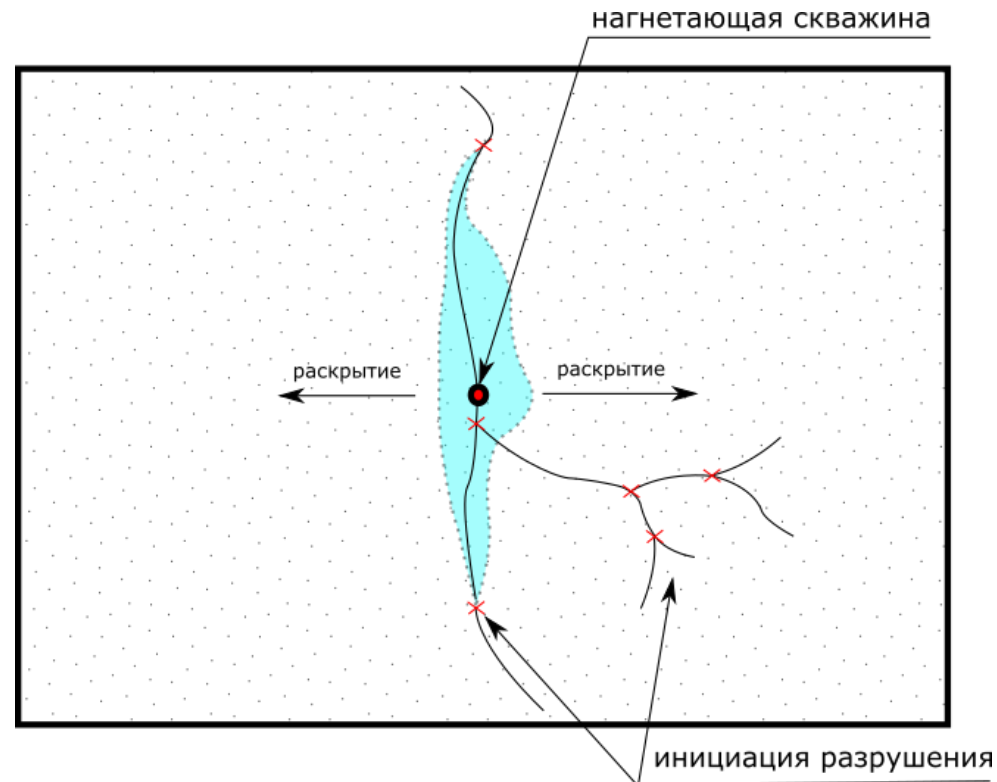 нагнетающая скважина
раскрытие
раскрытие
инициация разрушения